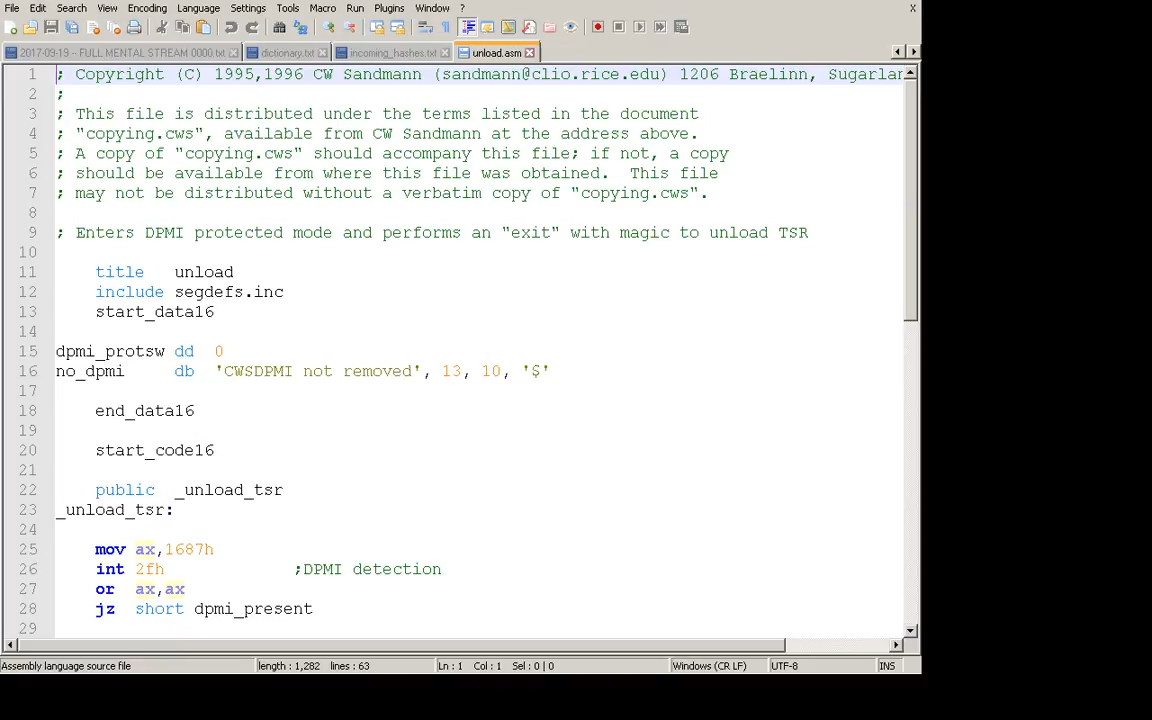 File Edit Search View Encoding Language Settings Tools Macro Run Plugins Window ? X
2017-09-19 – FULL MENTAL STREAM 0000.txt dictionary.txt incoming_hashes.txt unload.asm
1 ; Copyright (C) 1995,1996 CW Sandmann (sandmann@clio.rice.edu) 1206 Braelinn, Sugarlan
2 ;
3 ; This file is distributed under the terms listed in the document
4 ; "copying.cws", available from CW Sandmann at the address above.
5 ; A copy of "copying.cws" should accompany this file; if not, a copy
6 ; should be available from where this file was obtained.  This file
7 ; may not be distributed without a verbatim copy of "copying.cws".
8
9 ; Enters DPMI protected mode and performs an "exit" with magic to unload TSR
10
11 title   unload
12 include segdefs.inc
13 start_data16
14
15 dpmi_protsw dd  0
16 no_dpmi     db  'CWSDPMI not removed', 13, 10, '$'
17
18 end_data16
19
20 start_code16
21
22 public  _unload_tsr
23 _unload_tsr:
24
25 mov ax,1687h
26 int 2fh             ;DPMI detection
27 or  ax,ax
28 jz  short dpmi_present
29
Assembly language source file length : 1,282 lines : 63 Ln : 1 Col : 1 Sel : 0 | 0 Windows (CR LF) UTF-8 INS